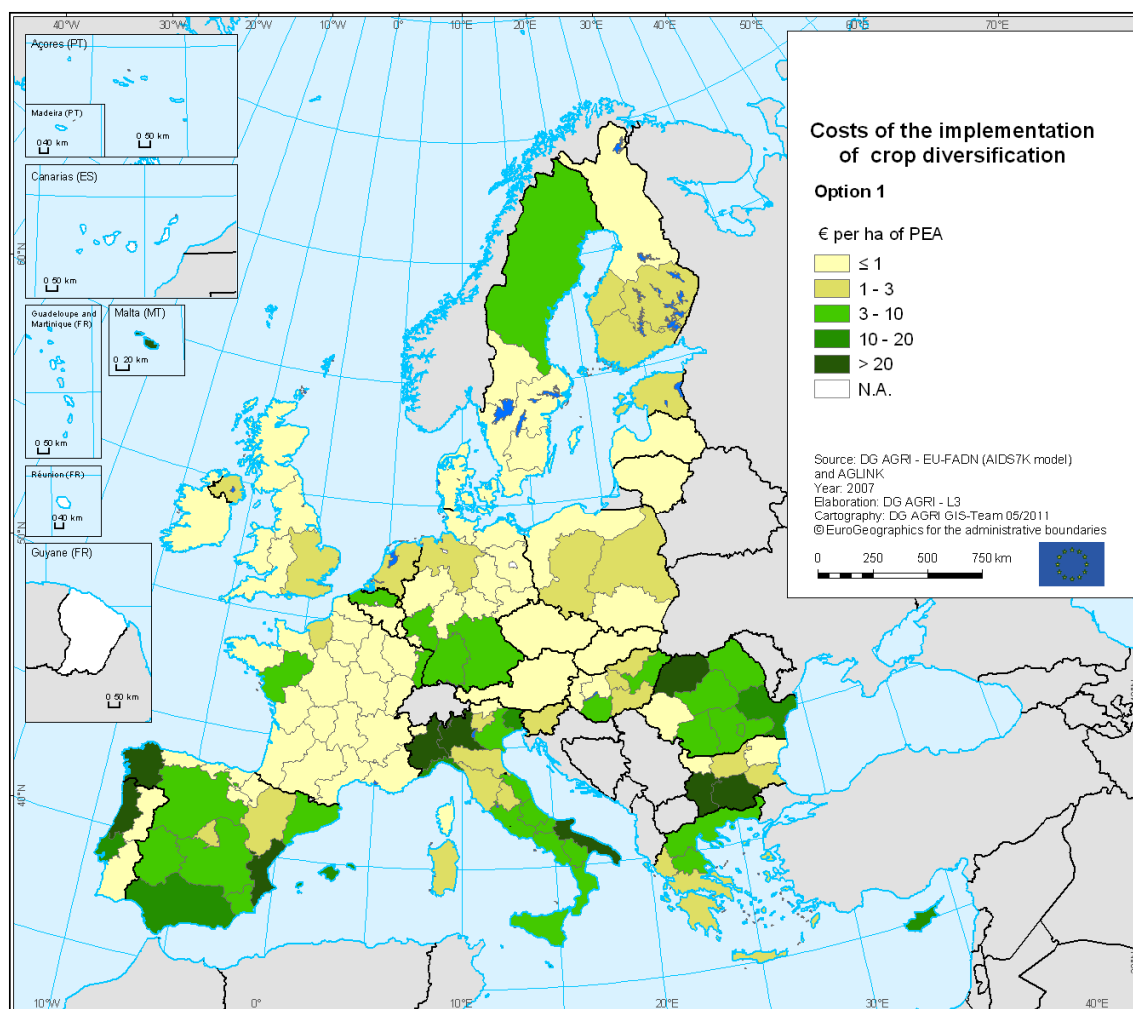 30°W
20°W
10°W
0°
10°E
20°E
30°E
40°E
50°E
60°E
70°E
Açores (PT)
Madeira (PT)
0 40 km
0 50 km
Canarias (ES)
0 50 km
Guadeloupe and
Martinique (FR)
0 50 km
Malta (MT)
0 20 km
Réunion (FR)
0 40 km
Guyane (FR)
0 50 km
60°N
50°N
40°N
Costs of the implementation
of crop diversification
Option 1
€ per ha of PEA
≤ 1
1 - 3
3 - 10
10 - 20
> 20
N.A.
Source: DG AGRI - EU-FADN (AIDS7K model)
and AGLINK
Year: 2007
Elaboration: DG AGRI - L3
Cartography: DG AGRI GIS-Team 05/2011
© EuroGeographics for the administrative boundaries
0 250 500 750 km
10°W
0°
10°E
20°E
30°E
40°E